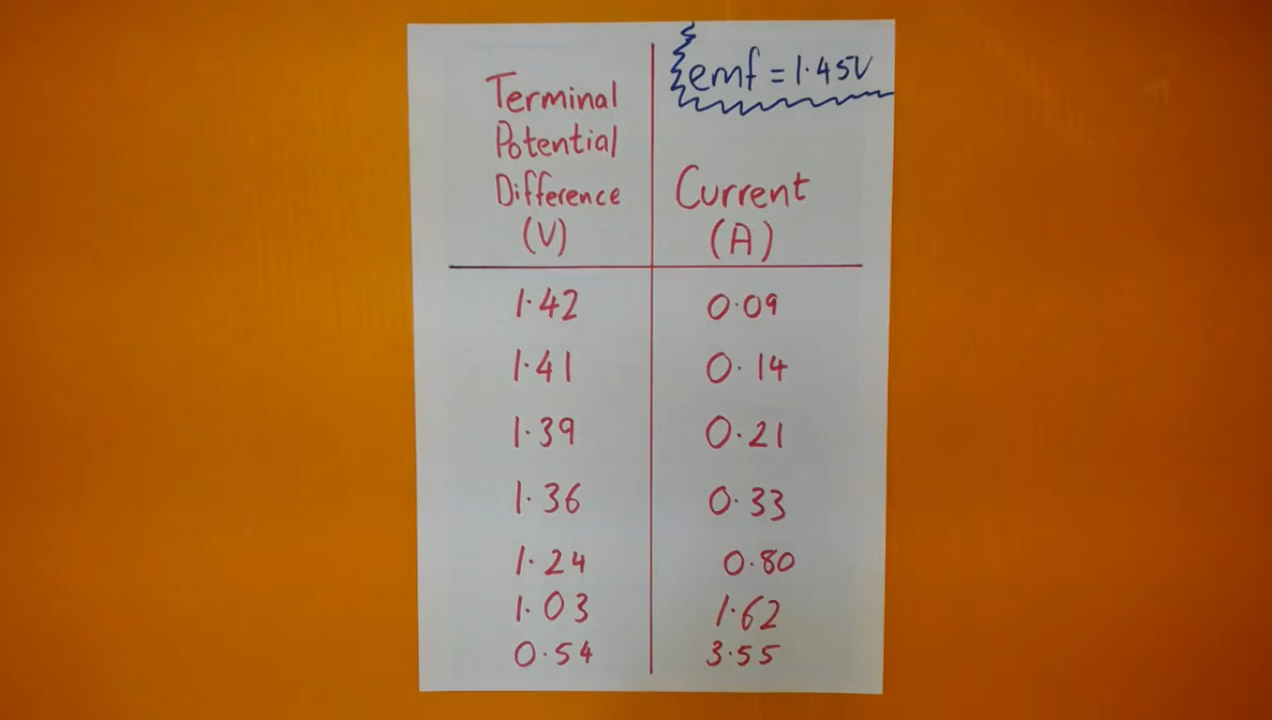 emf = 1.45V
Terminal
Potential
Difference
(V)
Current
(A)
1.42 0.09
1.41 0.14
1.39 0.21
1.36 0.33
1.24 0.80
1.03 1.62
0.54 3.55